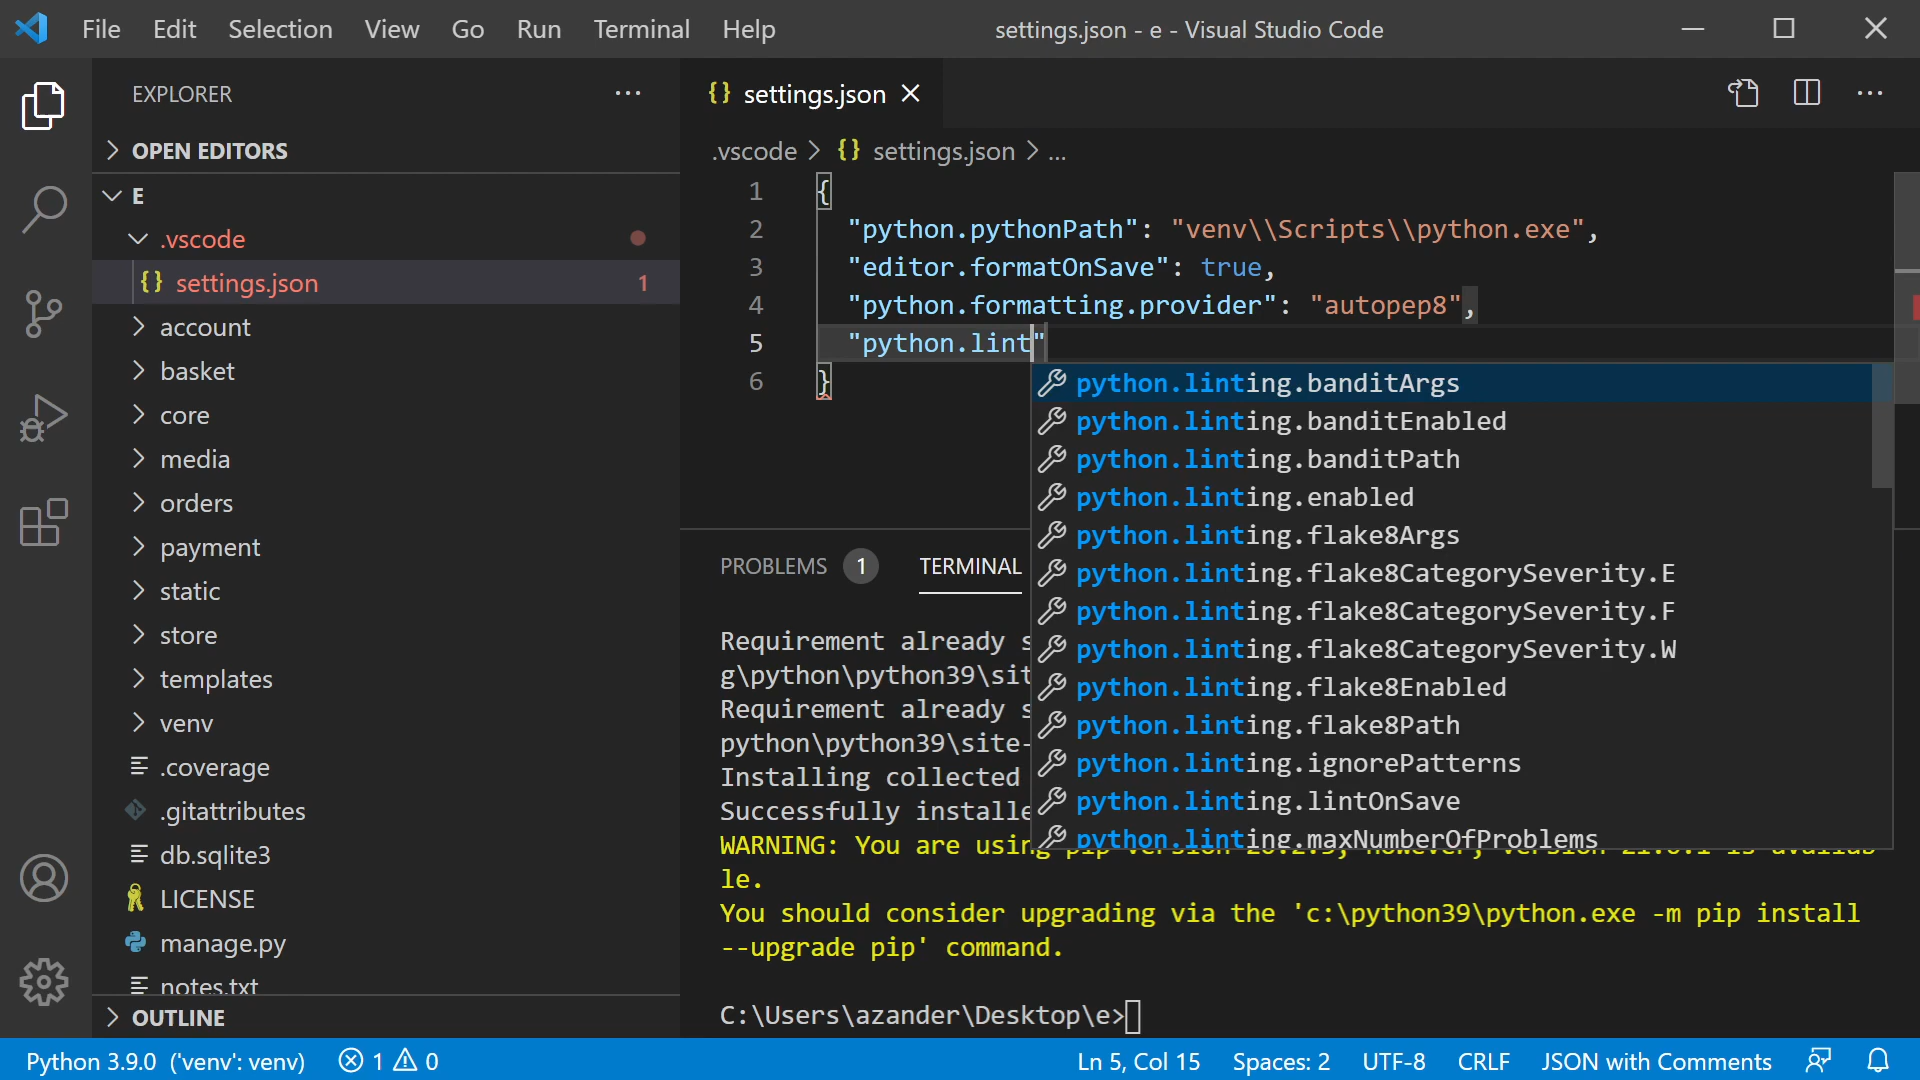 File Edit Selection View Go Run Terminal Help settings.json - e - Visual Studio Code
EXPLORER
OPEN EDITORS
E
.vscode
settings.json 1
account
basket
core
media
orders
payment
static
store
templates
venv
.coverage
.gitattributes
db.sqlite3
LICENSE
manage.py
notes.txt
OUTLINE
{} settings.json
.vscode > {} settings.json > ...
1 {
2 "python.pythonPath": "venv\\Scripts\\python.exe",
3 "editor.formatOnSave": true,
4 "python.formatting.provider": "autopep8",
5 "python.lint"
6 }
python.linting.banditArgs
python.linting.banditEnabled
python.linting.banditPath
python.linting.enabled
python.linting.flake8Args
python.linting.flake8CategorySeverity.E
python.linting.flake8CategorySeverity.F
python.linting.flake8CategorySeverity.W
python.linting.flake8Enabled
python.linting.flake8Path
python.linting.ignorePatterns
python.linting.lintOnSave
python.linting.maxNumberOfProblems
PROBLEMS 1 TERMINAL
Requirement already
g\python\python39\sit
Requirement already
python\python39\site-
Installing collected
Successfully installe
WARNING: You are using
le.
You should consider upgrading via the 'c:\python39\python.exe -m pip install
--upgrade pip' command.
C:\Users\azander\Desktop\e>
Python 3.9.0 ('venv': venv) 1 0 Ln 5, Col 15 Spaces: 2 UTF-8 CRLF JSON with Comments